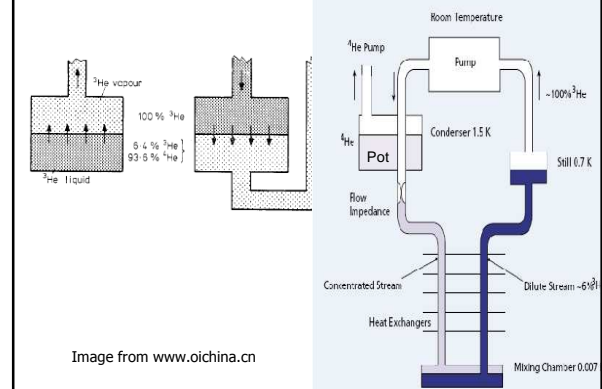 ³He vapour
³He liquid
100 % ³He
6·4 % ³He
93·6 % ⁴He
Image from www.oichina.cn
Room Temperature
⁴He Pump
Pump
~100%³He
⁴He
Condenser 1.5 K
Pot
Still 0.7 K
Flow
Impedance
Concentrated Stream
Dilute Stream ~6%³H
Heat Exchangers
Mixing Chamber 0.007